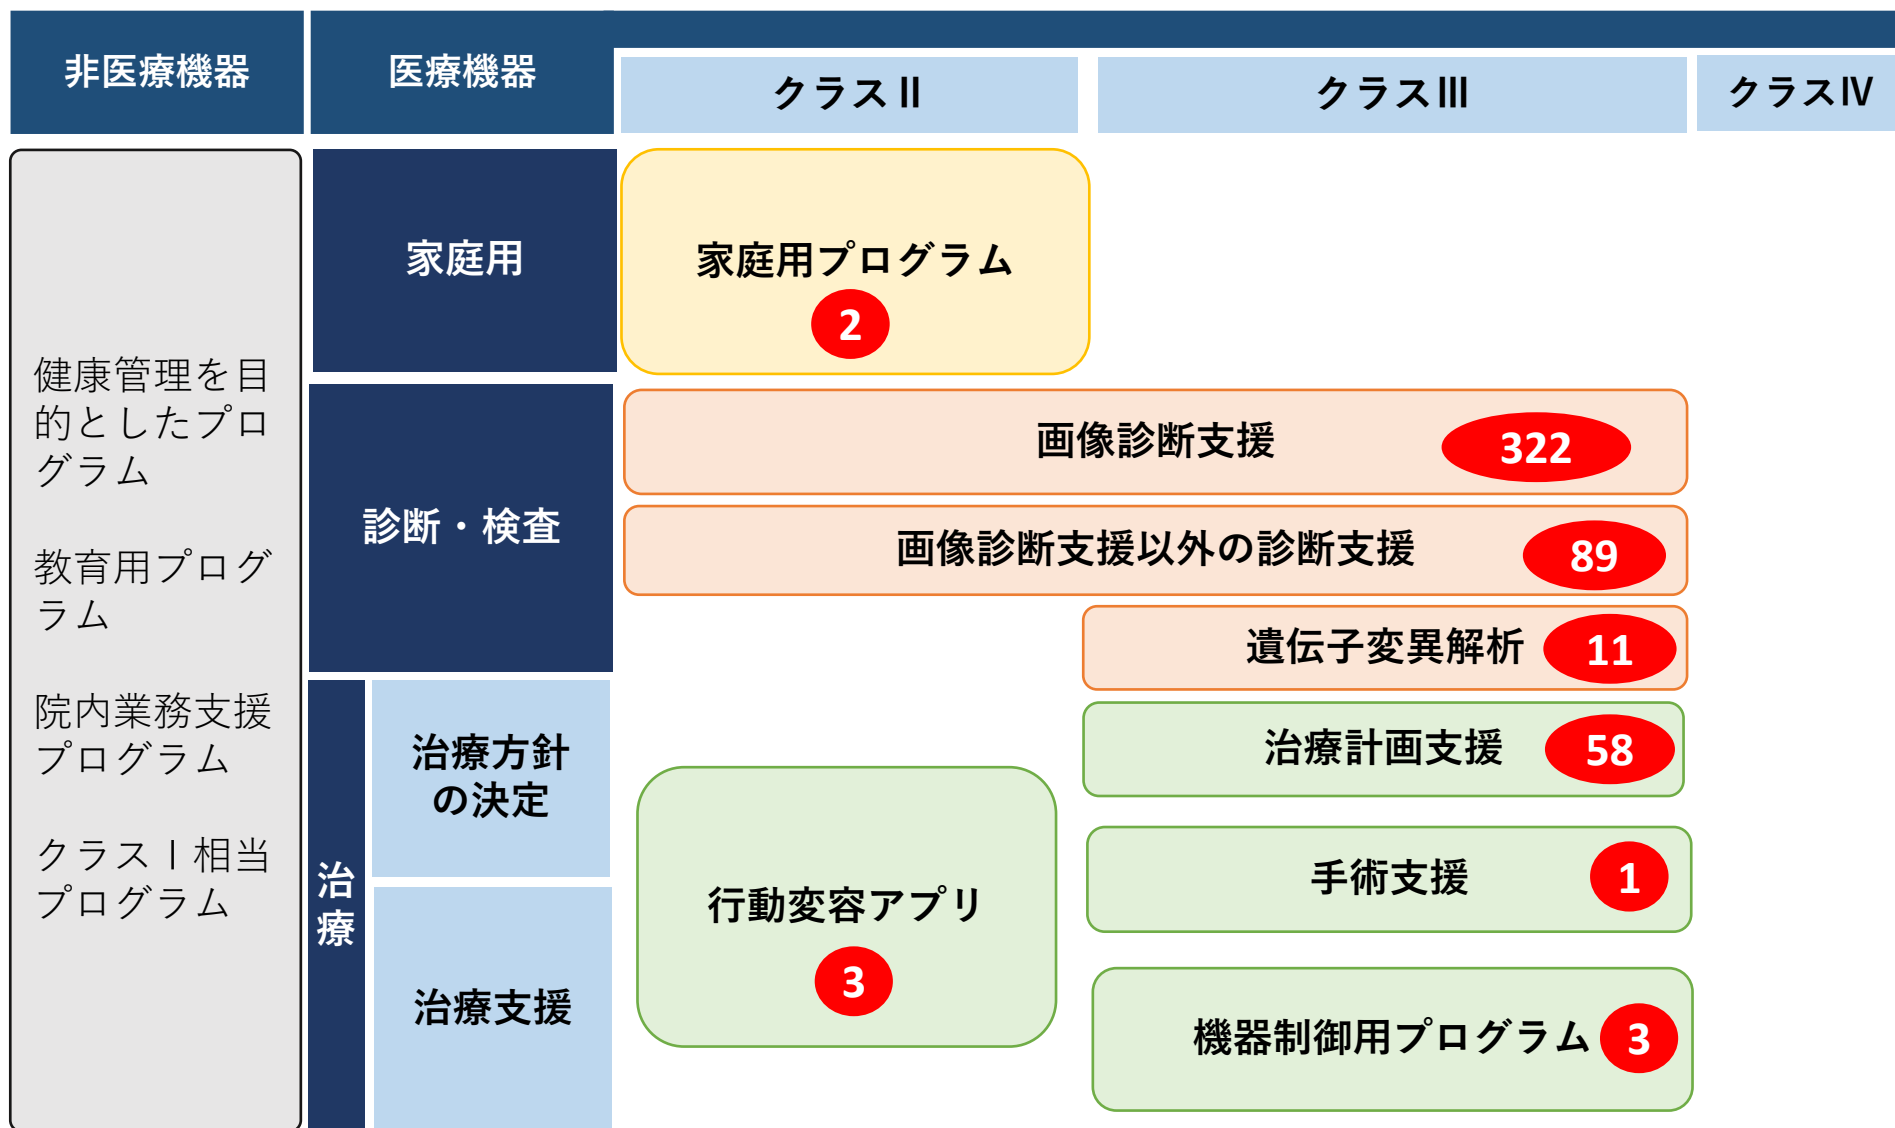 非医療機器
医療機器
クラスⅡ
クラスⅢ
クラスⅣ
健康管理を目
的としたプロ
グラム
教育用プログ
ラム
院内業務支援
プログラム
クラスⅠ相当
プログラム
家庭用
家庭用プログラム
2
診断・検査
画像診断支援
322
画像診断支援以外の診断支援
89
遺伝子変異解析
11
治
療
治療方針
の決定
治療計画支援
58
行動変容アプリ
3
手術支援
1
治療支援
機器制御用プログラム
3